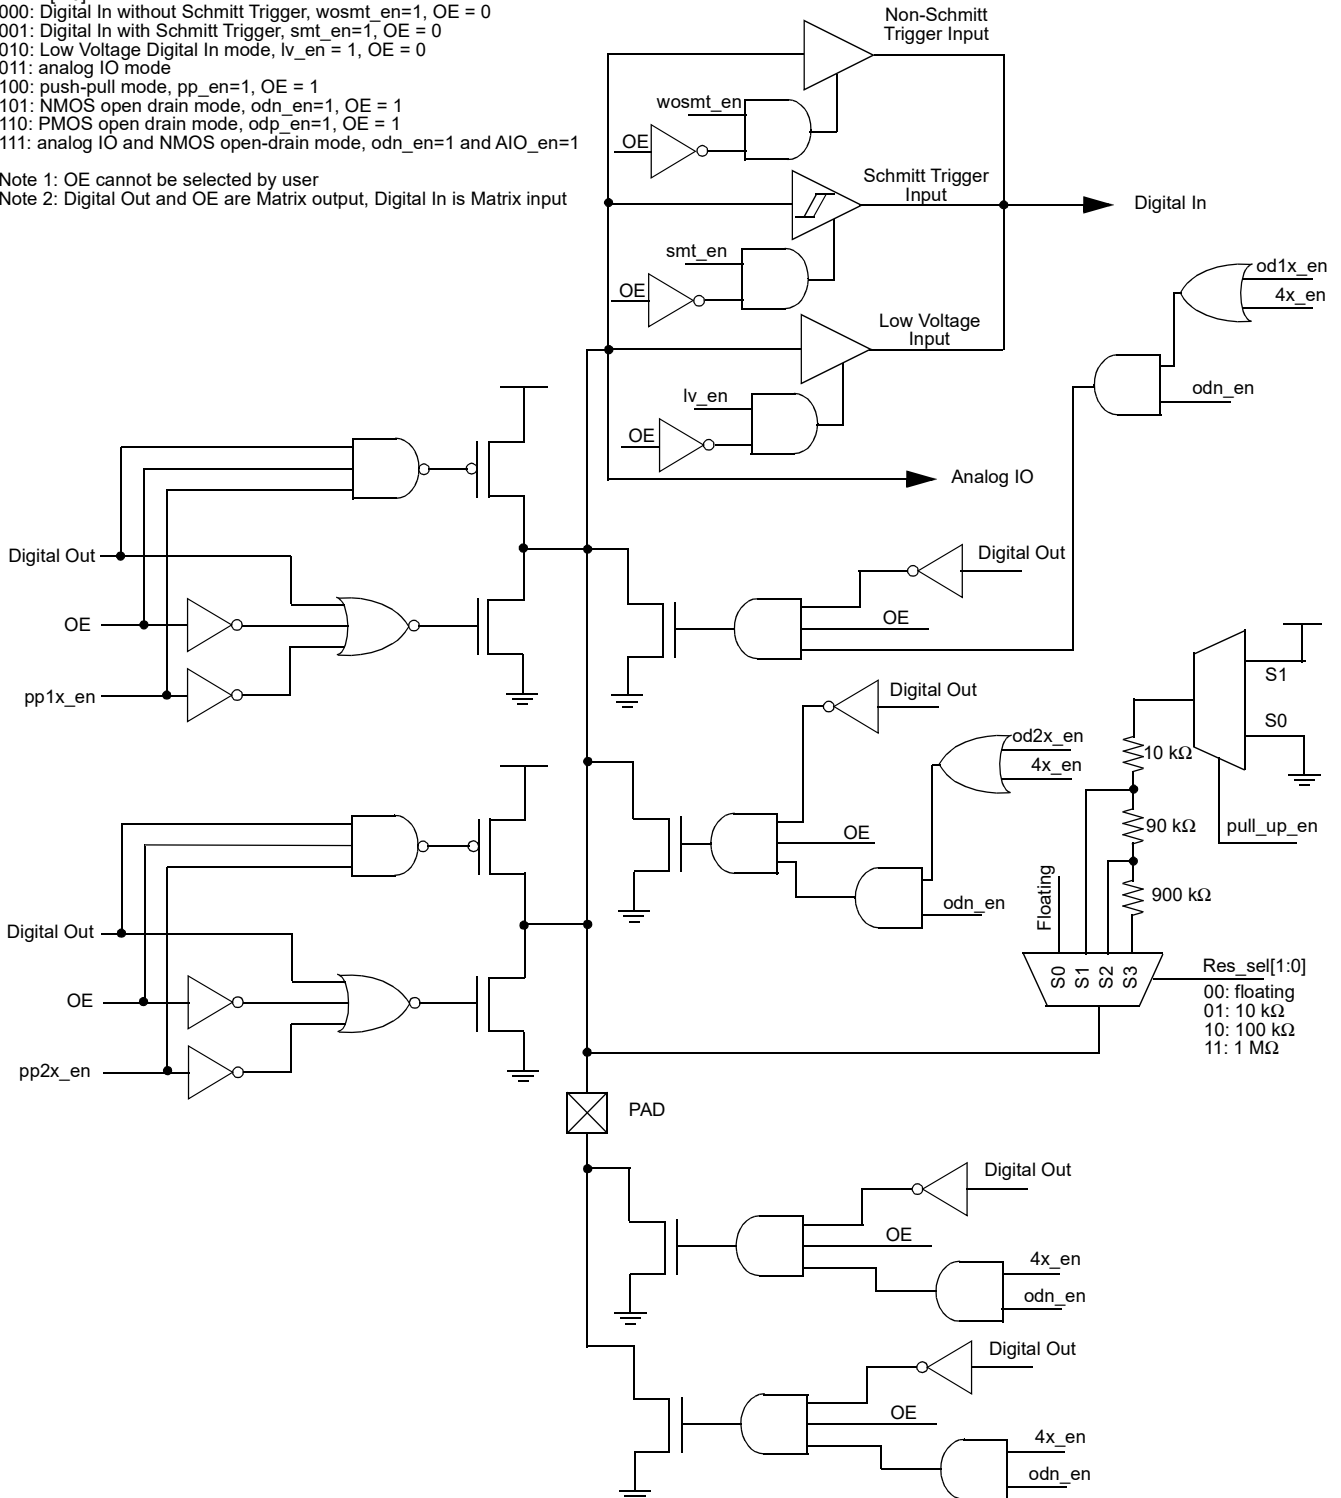 000: Digital In without Schmitt Trigger, wosmt_en=1, OE = 0
001: Digital In with Schmitt Trigger, smt_en=1, OE = 0
010: Low Voltage Digital In mode, lv_en = 1, OE = 0
011: analog IO mode
100: push-pull mode, pp_en=1, OE = 1
101: NMOS open drain mode, odn_en=1, OE = 1
110: PMOS open drain mode, odp_en=1, OE = 1
111: analog IO and NMOS open-drain mode, odn_en=1 and AIO_en=1
Note 1: OE cannot be selected by user
Note 2: Digital Out and OE are Matrix output, Digital In is Matrix input
Non-Schmitt
Trigger Input
wosmt_en
OE
Schmitt Trigger
Input
Digital In
smt_en
OE
Low Voltage
Input
lv_en
OE
Analog IO
od1x_en
4x_en
odn_en
Digital Out
OE
pp1x_en
Digital Out
OE
Digital Out
OE
od2x_en
4x_en
odn_en
S1
S0
10 kΩ
90 kΩ
900 kΩ
pull_up_en
Floating
S0
S1
S2
S3
Res_sel[1:0]
00: floating
01: 10 kΩ
10: 100 kΩ
11: 1 MΩ
Digital Out
OE
pp2x_en
PAD
Digital Out
OE
4x_en
odn_en
Digital Out
OE
4x_en
odn_en